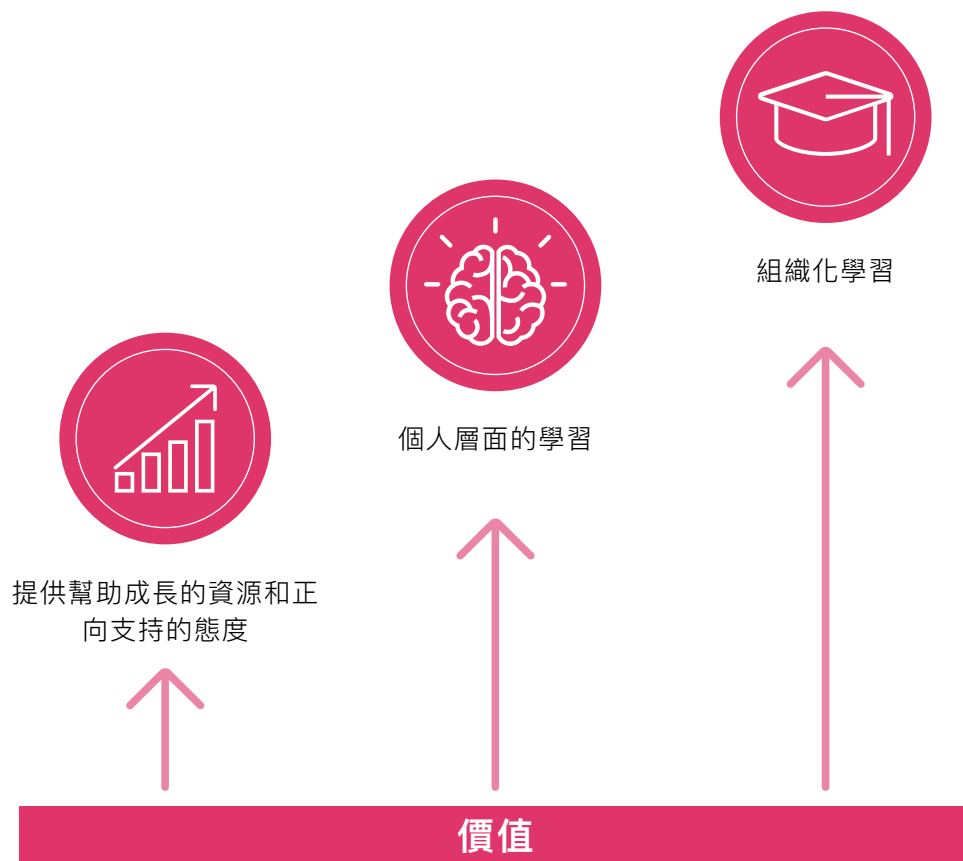 組織化學習
個人層面的學習
提供幫助成長的資源和正
向支持的態度
價值